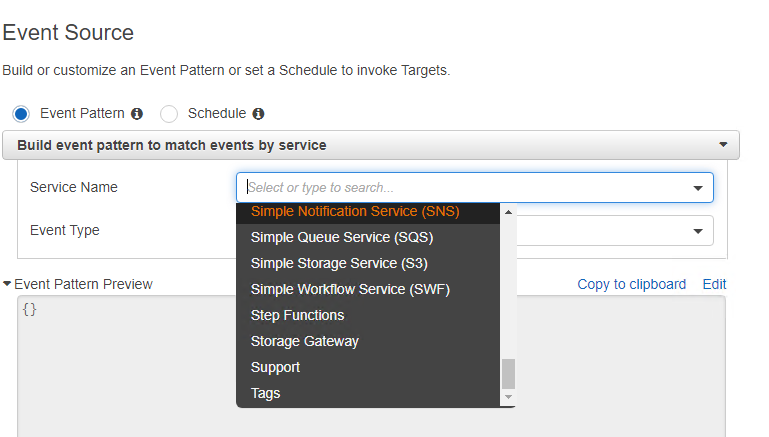 Event Source
Build or customize an Event Pattern or set a Schedule to invoke Targets.
Event Pattern Schedule
Build event pattern to match events by service
Service Name Select or type to search...
Simple Notification Service (SNS)
Event Type
Simple Queue Service (SQS)
Simple Storage Service (S3)
Event Pattern Preview Copy to clipboard Edit
Simple Workflow Service (SWF)
{}
Step Functions
Storage Gateway
Support
Tags